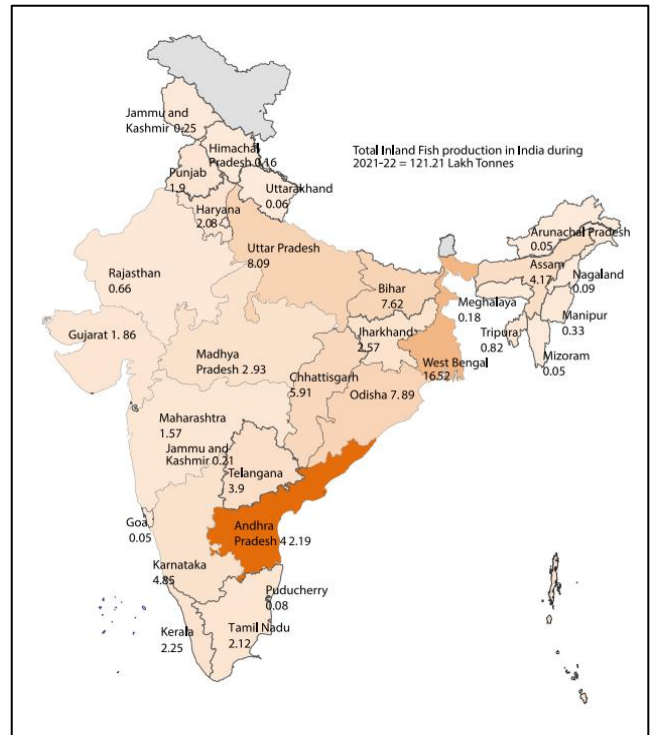 Jammu and
Kashmir 0.25
Total Inland Fish production in India during
2021-22 = 121.21 Lakh Tonnes
Himachal
Pradesh 0.16
Punjab
1.9
Uttarakhand
0.06
Haryana
2.08
Arunachal Pradesh
0.05
Uttar Pradesh
8.09
Assam
4.17
Nagaland
0.09
Rajasthan
0.66
Bihar
7.62
Meghalaya
0.18
Manipur
0.33
Gujarat 1. 86
Jharkhand
2.57
Tripura
0.82
Mizoram
0.05
Madhya
Pradesh 2.93
West Bengal
16.52
Chhattisgarh
5.91
Odisha 7.89
Maharashtra
1.57
Jammu and
Kashmir 0.21
Telangana
3.9
Goa
0.05
Andhra
Pradesh 4 2.19
Karnataka
4.85
Puducherry
0.08
Kerala
2.25
Tamil Nadu
2.12